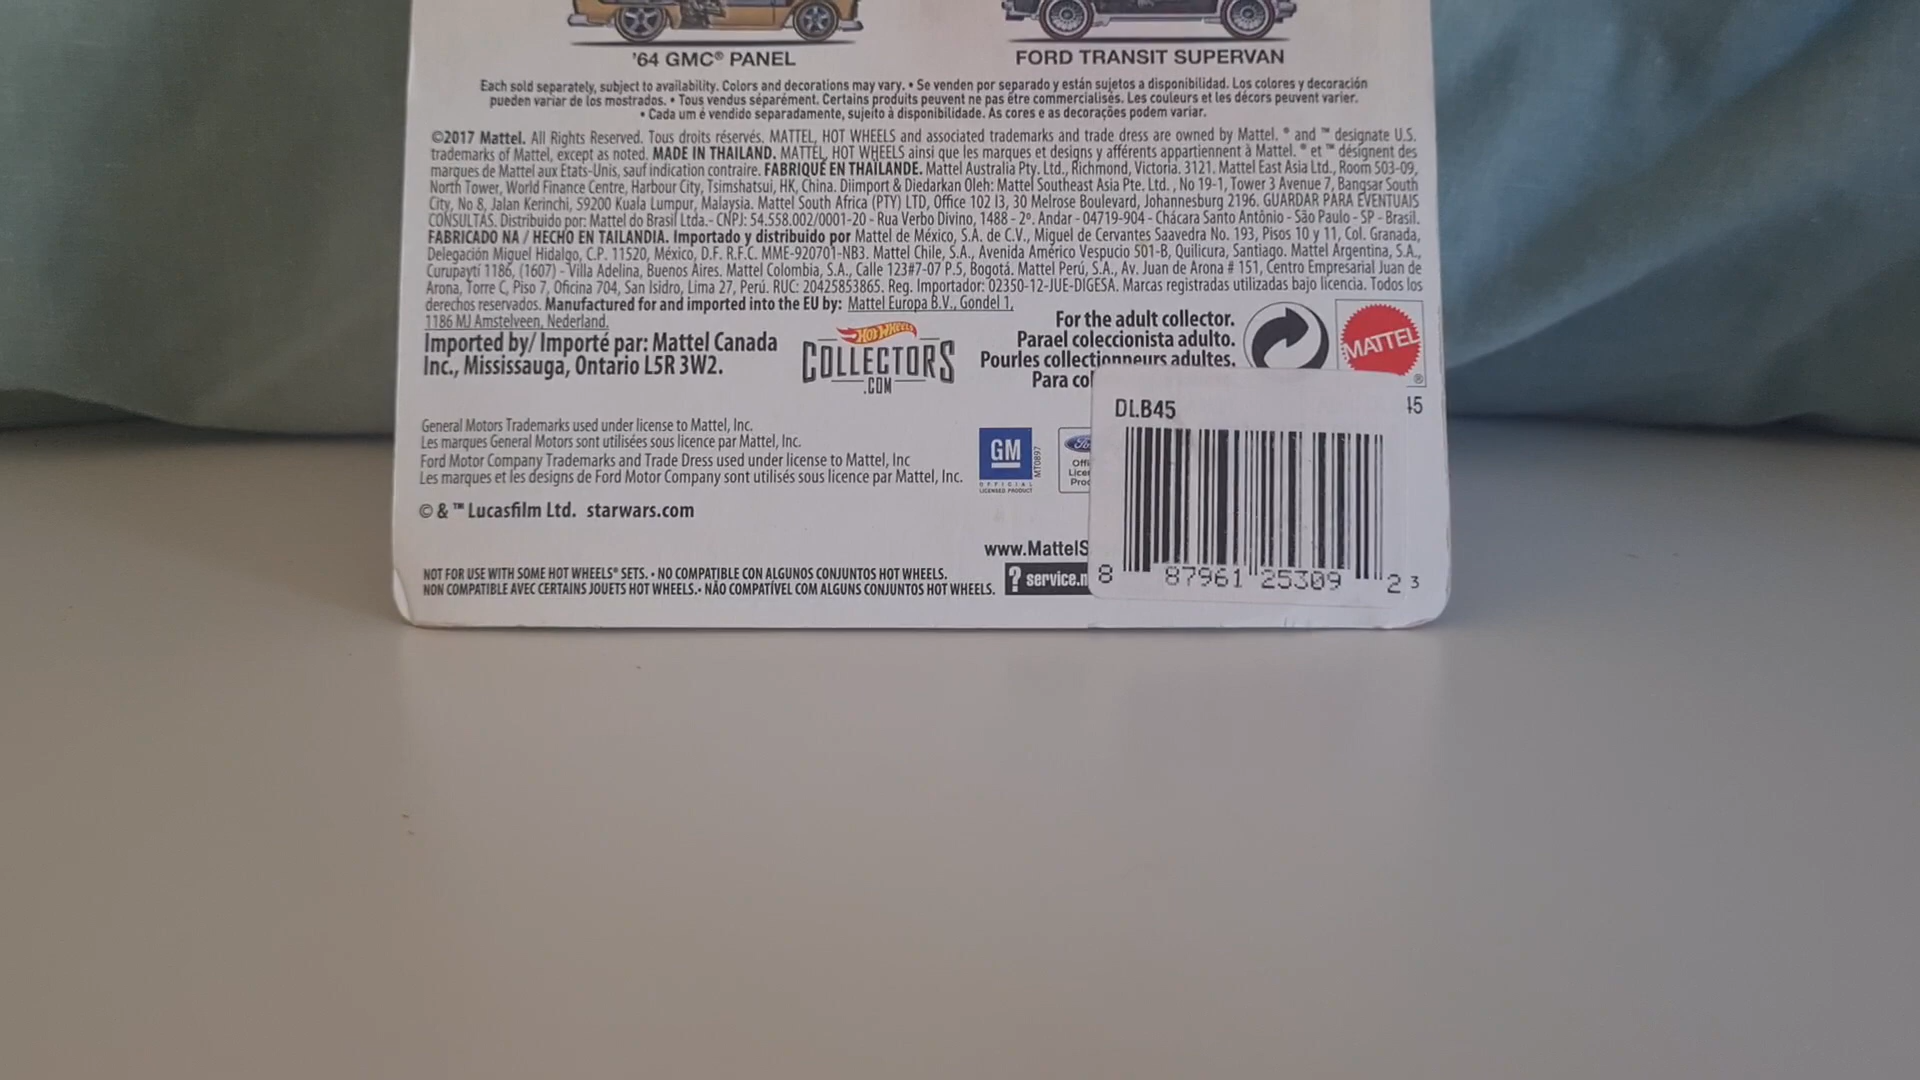 '64 GMC® PANEL
FORD TRANSIT SUPERVAN
Each sold separately, subject to availability. Colors and decorations may vary. • Se venden por separado y están sujetos a disponibilidad. Los colores y decoración
pueden variar de los mostrados. • Tous vendus séparément. Certains produits peuvent ne pas être commercialisés. Les couleurs et les décors peuvent varier.
• Cada um é vendido separadamente, sujeito à disponibilidade. As cores e as decorações podem variar.
©2017 Mattel. All Rights Reserved. Tous droits réservés. MATTEL, HOT WHEELS and associated trademarks and trade dress are owned by Mattel. ® and ™ designate U.S.
trademarks of Mattel, except as noted. MADE IN THAILAND. MATTEL, HOT WHEELS ainsi que les marques et designs y afférents appartiennent à Mattel. ® et ™ désignent des
marques de Mattel aux États-Unis, sauf indication contraire. FABRIQUÉ EN THAÏLANDE. Mattel Australia Pty. Ltd., Richmond, Victoria. 3121. Mattel East Asia Ltd., Room 503-09,
North Tower, World Finance Centre, Harbour City, Tsimshatsui, HK, China. Diimport & Diedarkan Oleh: Mattel Southeast Asia Pte. Ltd., No 19-1, Tower 3 Avenue 7, Bangsar South
City, No 8, Jalan Kerinchi, 59200 Kuala Lumpur, Malaysia. Mattel South Africa (PTY) LTD, Office 102 I3, 30 Melrose Boulevard, Johannesburg 2196. GUARDAR PARA EVENTUAIS
CONSULTAS. Distribuido por: Mattel do Brasil Ltda.- CNPJ: 54.558.002/0001-20 - Rua Verbo Divino, 1488 - 2º. Andar - 04719-904 - Chácara Santo Antônio - São Paulo - SP - Brasil.
FABRICADO NA / HECHO EN TAILANDIA. Importado y distribuido por Mattel de México, S.A. de C.V., Miguel de Cervantes Saavedra No. 193, Pisos 10 y 11, Col. Granada,
Delegación Miguel Hidalgo, C.P. 11520, México, D.F. R.F.C. MME-920701-NB3. Mattel Chile, S.A., Avenida Américo Vespucio 501-B, Quilicura, Santiago. Mattel Argentina, S.A.,
Curupaytí 1186, (1607) - Villa Adelina, Buenos Aires. Mattel Colombia, S.A., Calle 123#7-07 P.5, Bogotá. Mattel Perú, S.A., Av. Juan de Arona # 151, Centro Empresarial Juan de
Arona, Torre C, Piso 7, Oficina 704, San Isidro, Lima 27, Perú. RUC: 20425853865. Reg. Importador: 02350-12-JUE-DIGESA. Marcas registradas utilizadas bajo licencia. Todos los
derechos reservados. Manufactured for and imported into the EU by: Mattel Europa B.V., Gondel 1,
1186 MJ Amstelveen, Nederland.
Imported by/ Importé par: Mattel Canada
Inc., Mississauga, Ontario L5R 3W2.
HOT WHEELS
COLLECTORS
.COM
For the adult collector.
Parael coleccionista adulto.
Pourles collectionneurs adultes.
Para col
MATTEL
®
General Motors Trademarks used under license to Mattel, Inc.
Les marques General Motors sont utilisées sous licence par Mattel, Inc.
Ford Motor Company Trademarks and Trade Dress used under license to Mattel, Inc
Les marques et les designs de Ford Motor Company sont utilisés sous licence par Mattel, Inc.
GM
OFFICIAL
LICENSED PRODUCT
MT0897
Ford
Offi
Licen
Prod
© & ™ Lucasfilm Ltd. starwars.com
www.MattelS
? service.m
NOT FOR USE WITH SOME HOT WHEELS® SETS. • NO COMPATIBLE CON ALGUNOS CONJUNTOS HOT WHEELS.
NON COMPATIBLE AVEC CERTAINS JOUETS HOT WHEELS.• NÃO COMPATÍVEL COM ALGUNS CONJUNTOS HOT WHEELS.
DLB45
45
8 87961 25309 2 3